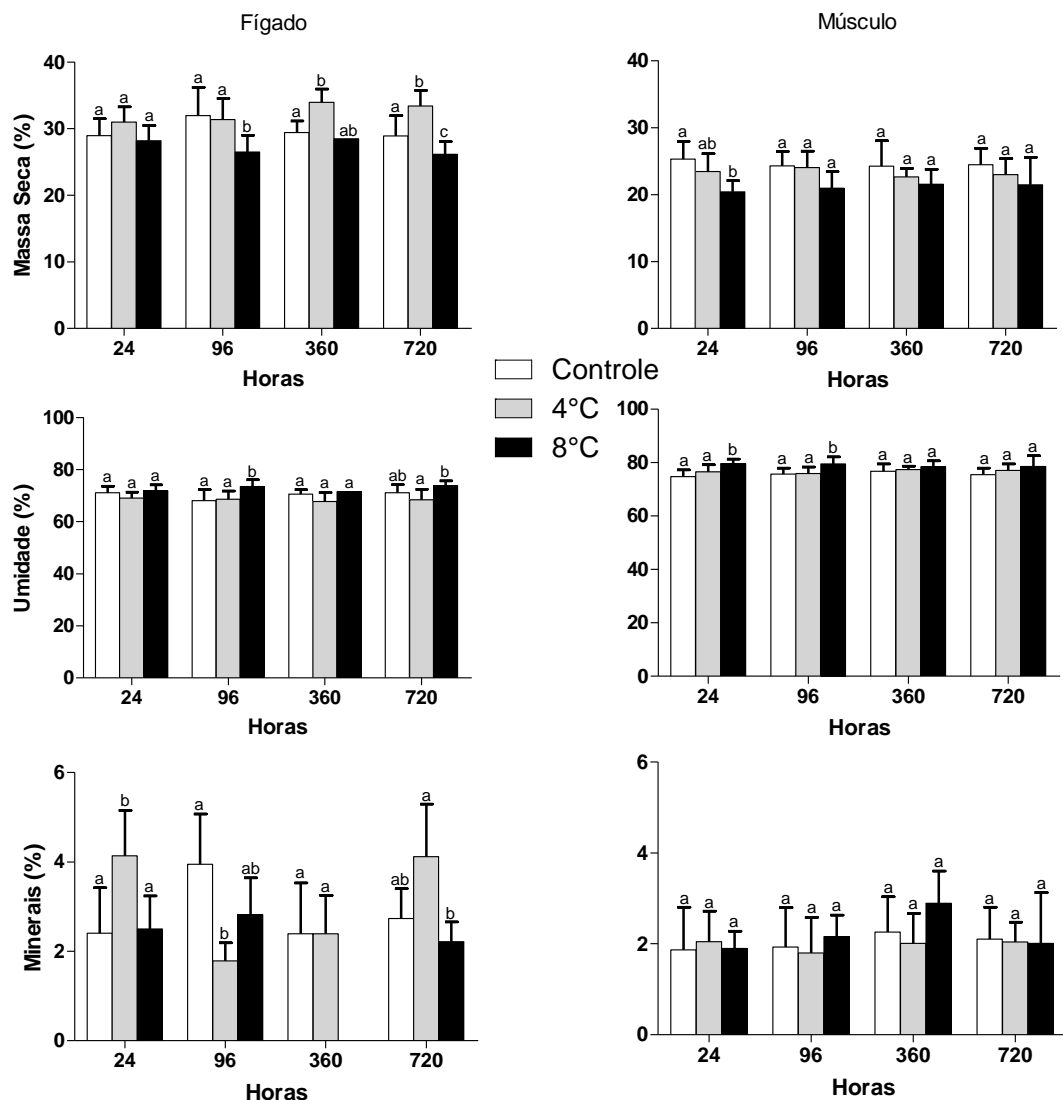 Fígado
Músculo
Massa Seca (%)
40
30
20
10
0
a a a a a b a b ab a b c
24 96 360 720
Horas
40
30
20
10
0
a ab b a a a a a a a a a
24 96 360 720
Horas
Controle
4°C
8°C
Umidade (%)
100
80
60
40
20
0
a a a a a b a a a ab a b
24 96 360 720
Horas
100
80
60
40
20
0
a a b a a b a a a a a a
24 96 360 720
Horas
Minerais (%)
6
4
2
0
a b a a b ab a a ab a b
24 96 360 720
Horas
6
4
2
0
a a a a a a a a a a a a
24 96 360 720
Horas